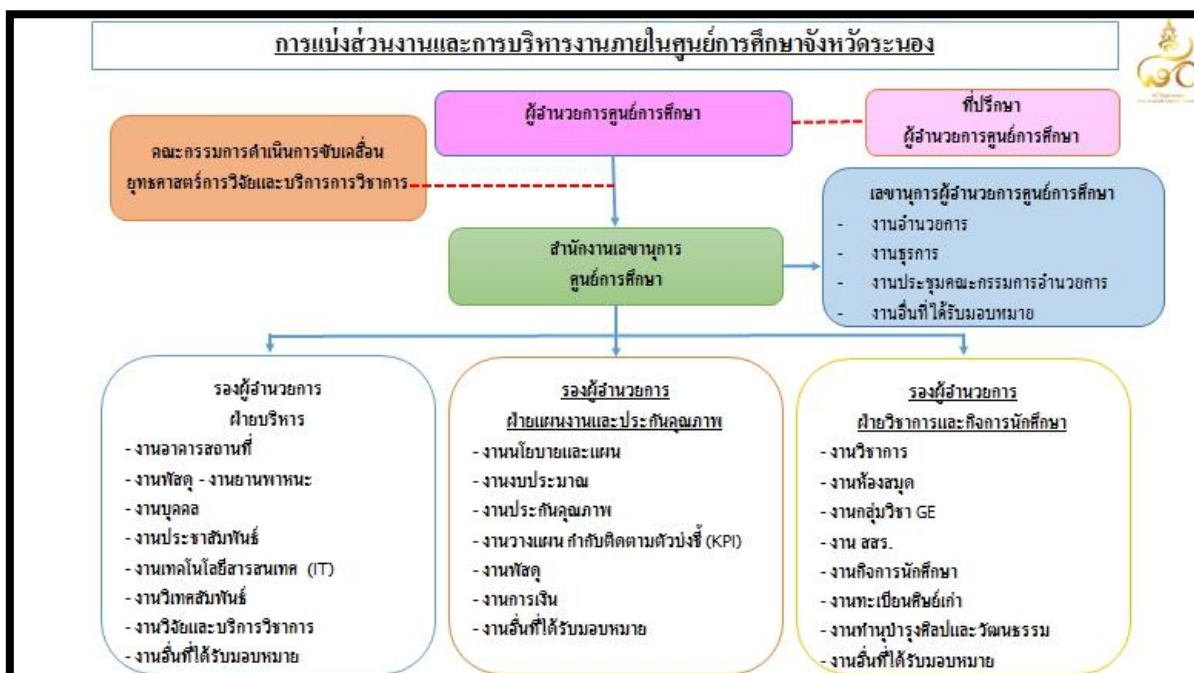 การแบ่งส่วนงานและการบริหารงานภายในศูนย์การศึกษาจังหวัดระนอง
ผู้อำนวยการศูนย์การศึกษา
ที่ปรึกษา
ผู้อำนวยการศูนย์การศึกษา
คณะกรรมการดำเนินการขับเคลื่อน
ยุทธศาสตร์การวิจัยและบริการการวิชาการ
เลขานุการผู้อำนวยการศูนย์การศึกษา
- งานอำนวยการ
- งานธุรการ
- งานประชุมคณะกรรมการอำนวยการ
- งานอื่นที่ได้รับมอบหมาย
สำนักงานเลขานุการ
ศูนย์การศึกษา
รองผู้อำนวยการ
ฝ่ายบริหาร
- งานอาคารสถานที่
- งานพัสดุ - งานยานพาหนะ
- งานบุคคล
- งานประชาสัมพันธ์
- งานเทคโนโลยีสารสนเทศ (IT)
- งานวิเทศสัมพันธ์
- งานวิจัยและบริการวิชาการ
- งานอื่นที่ได้รับมอบหมาย
รองผู้อำนวยการ
ฝ่ายแผนงานและประกันคุณภาพ
- งานนโยบายและแผน
- งานงบประมาณ
- งานประกันคุณภาพ
- งานวางแผน กำกับติดตามตัวบ่งชี้ (KPI)
- งานพัสดุ
- งานการเงิน
- งานอื่นที่ได้รับมอบหมาย
รองผู้อำนวยการ
ฝ่ายวิชาการและกิจการนักศึกษา
- งานวิชาการ
- งานห้องสมุด
- งานกลุ่มวิชา GE
- งาน สสร.
- งานกิจการนักศึกษา
- งานทะเบียนศิษย์เก่า
- งานทำนุบำรุงศิลปและวัฒนธรรม
- งานอื่นที่ได้รับมอบหมาย